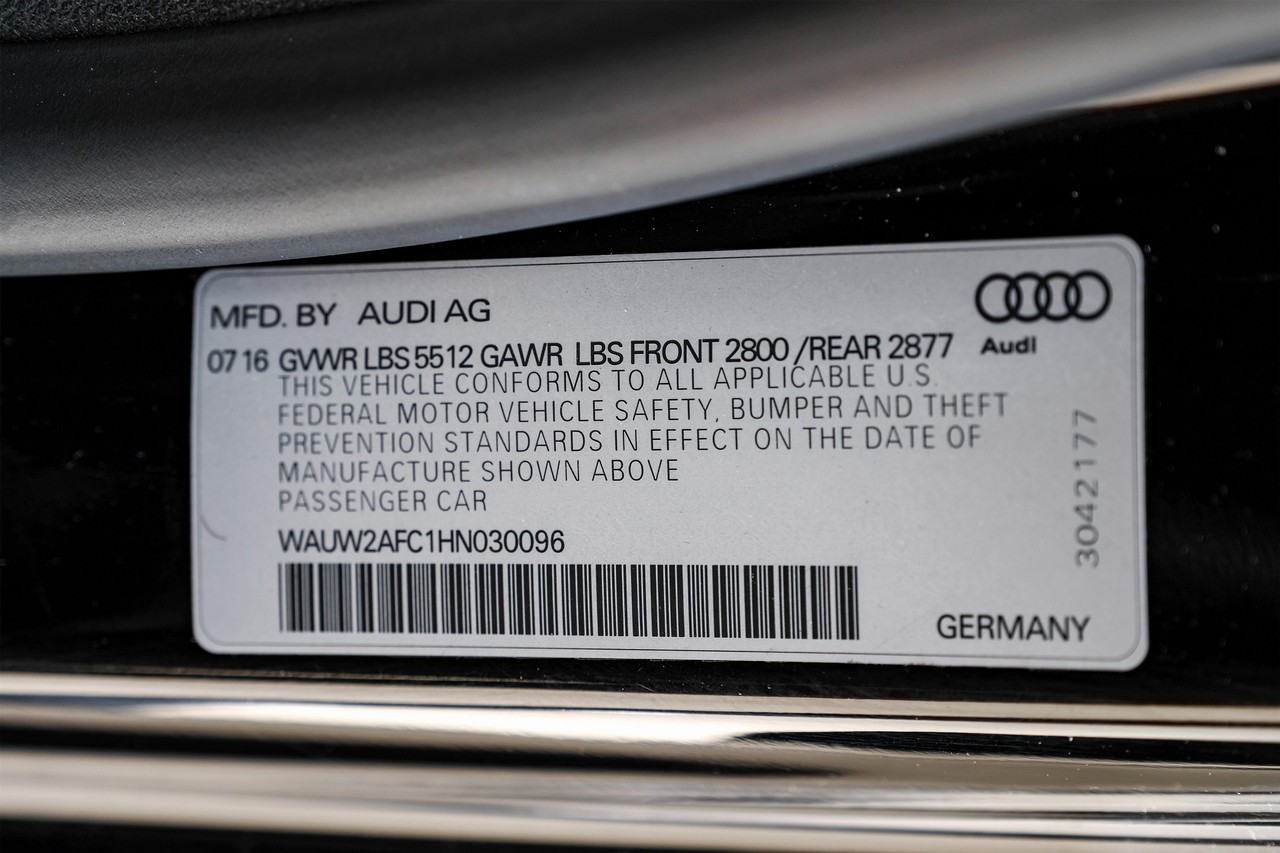 MFD. BY AUDI AG
07 16 GVWR LBS 5512 GAWR LBS FRONT 2800 /REAR 2877
Audi
THIS VEHICLE CONFORMS TO ALL APPLICABLE U.S.
FEDERAL MOTOR VEHICLE SAFETY, BUMPER AND THEFT
PREVENTION STANDARDS IN EFFECT ON THE DATE OF
MANUFACTURE SHOWN ABOVE
PASSENGER CAR
WAUW2AFC1HN030096
3042177
GERMANY